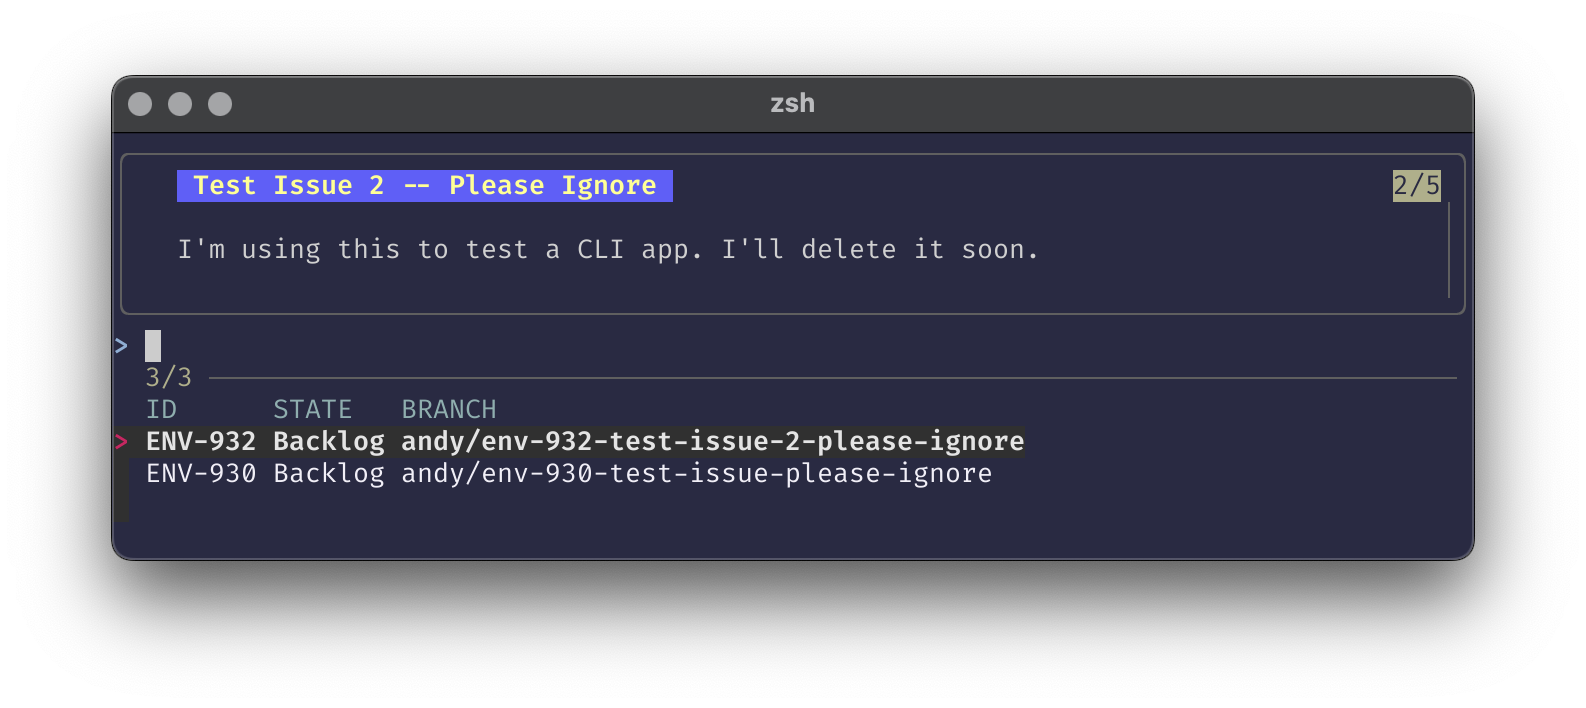 zsh
Test Issue 2 -- Please Ignore 2/5
I'm using this to test a CLI app. I'll delete it soon.
>
3/3
ID STATE BRANCH
> ENV-932 Backlog andy/env-932-test-issue-2-please-ignore
ENV-930 Backlog andy/env-930-test-issue-please-ignore